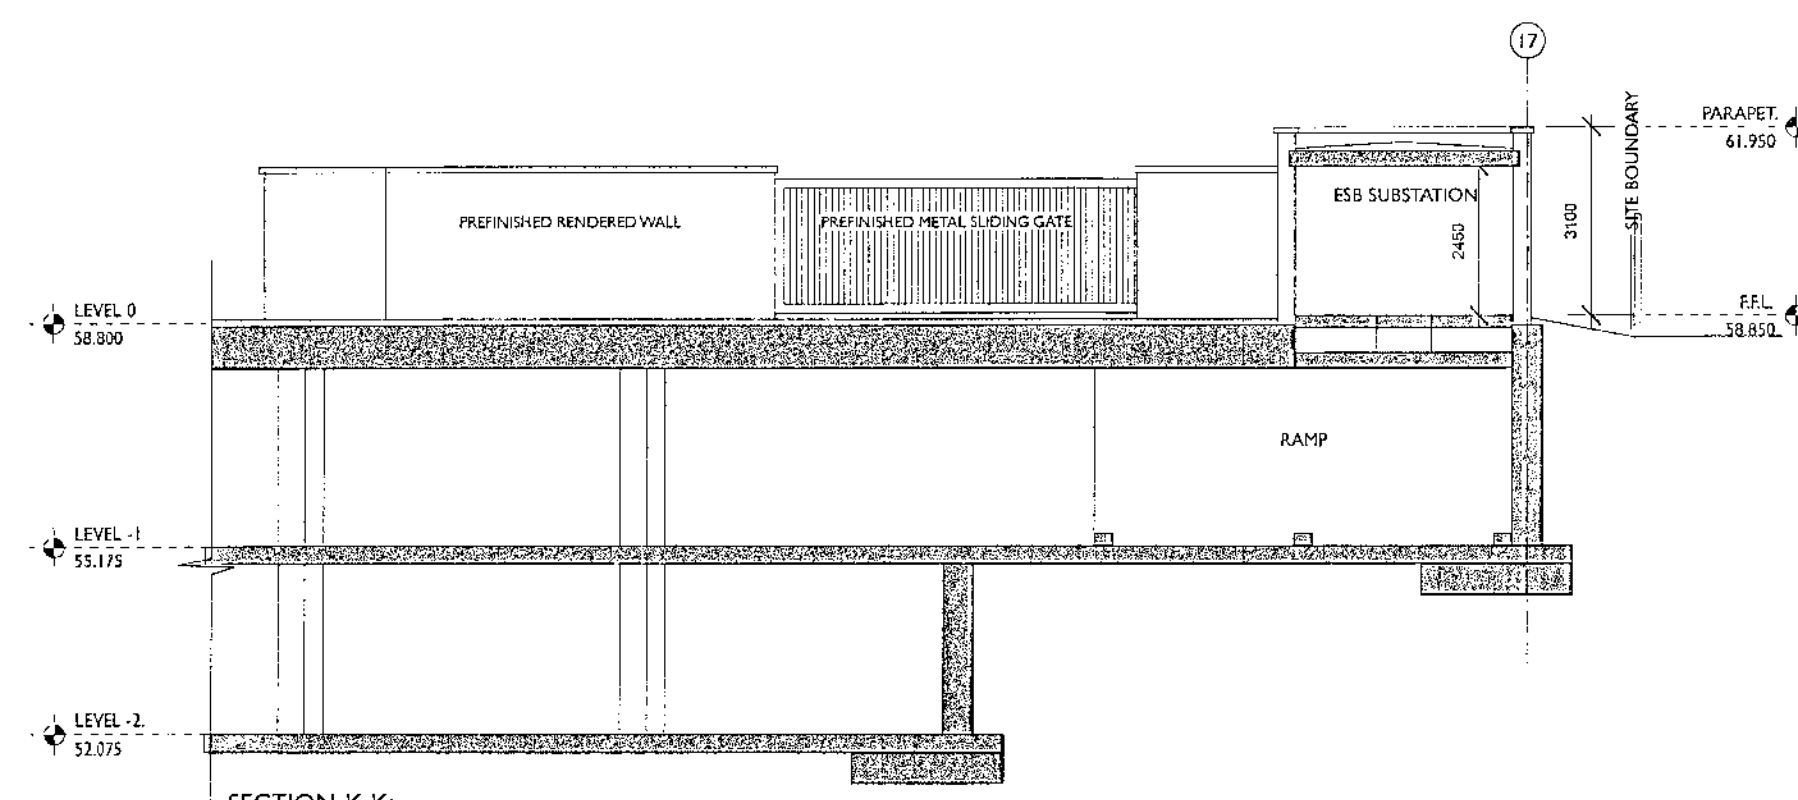 17
SITE BOUNDARY
PARAPET.
61.950
ESB SUBSTATION
PREFINISHED RENDERED WALL
PREFINISHED METAL SLIDING GATE
2450
3100
LEVEL 0
58.800
F.F.L.
58.850
RAMP
LEVEL -1
55.175
LEVEL -2.
52.075
SECTION K-K: